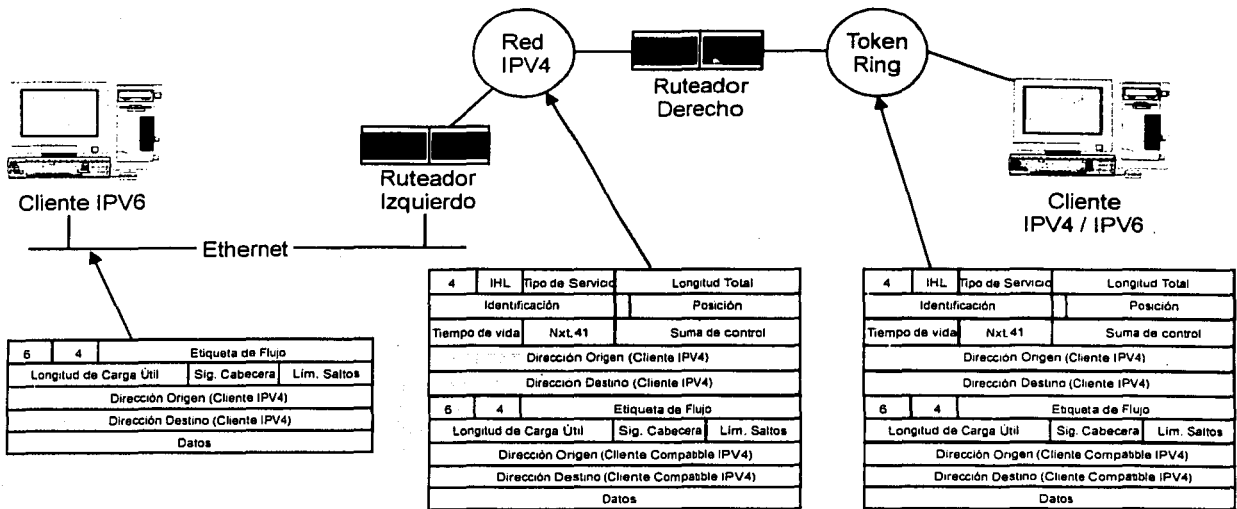 Red
IPV4
Ruteador
Derecho
Token
Ring
Cliente IPV6
Ruteador
Izquierdo
Cliente
IPV4 / IPV6
Ethernet
6 4 Etiqueta de Flujo
Longitud de Carga Útil Sig. Cabecera Lím. Saltos
Dirección Origen (Cliente IPV4)
Dirección Destino (Cliente IPV4)
Datos
4 IHL Tipo de Servicio Longitud Total
Identificación Posición
Tiempo de vida Nxt.41 Suma de control
Dirección Origen (Cliente IPV4)
Dirección Destino (Cliente IPV4)
6 4 Etiqueta de Flujo
Longitud de Carga Útil Sig. Cabecera Lím. Saltos
Dirección Origen (Cliente Compatible IPV4)
Dirección Destino (Cliente Compatible IPV4)
Datos
4 IHL Tipo de Servicio Longitud Total
Identificación Posición
Tiempo de vida Nxt.41 Suma de control
Dirección Origen (Cliente IPV4)
Dirección Destino (Cliente IPV4)
6 4 Etiqueta de Flujo
Longitud de Carga Útil Sig. Cabecera Lím. Saltos
Dirección Origen (Cliente Compatible IPV4)
Dirección Destino (Cliente Compatible IPV4)
Datos